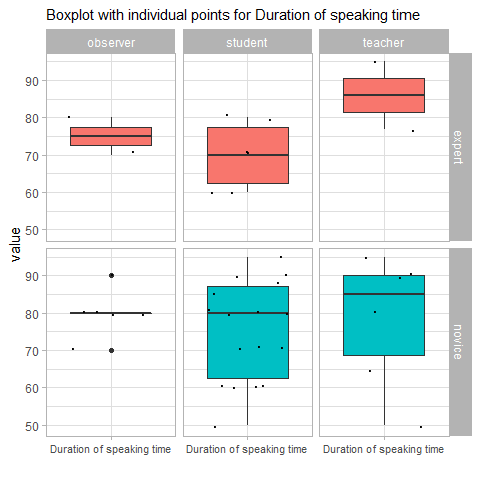 Boxplot with individual points for Duration of speaking time
observer student teacher
90
80
70
60
50
expert
value
90
80
70
60
50
novice
Duration of speaking time Duration of speaking time Duration of speaking time